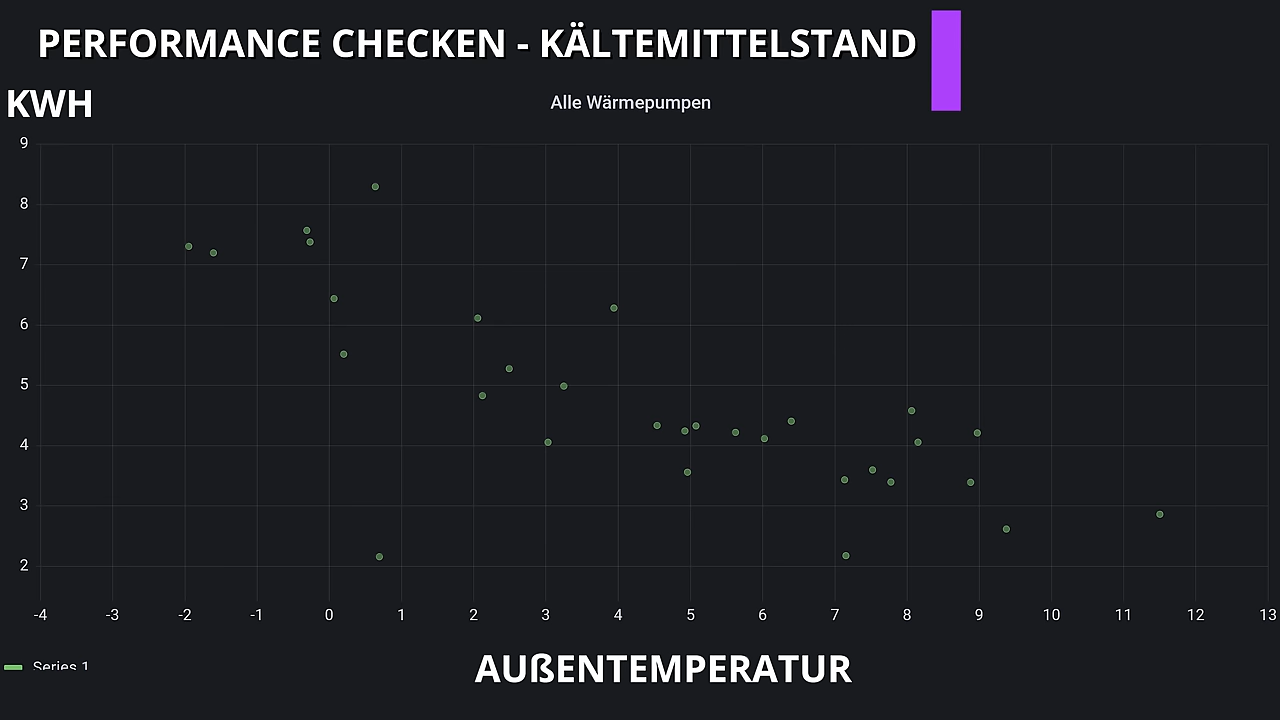 PERFORMANCE CHECKEN - KÄLTEMITTELSTAND
KWH
Alle Wärmepumpen
9
8
7
6
5
4
3
2
-4 -3 -2 -1 0 1 2 3 4 5 6 7 8 9 10 11 12 13
Series 1
AUßENTEMPERATUR